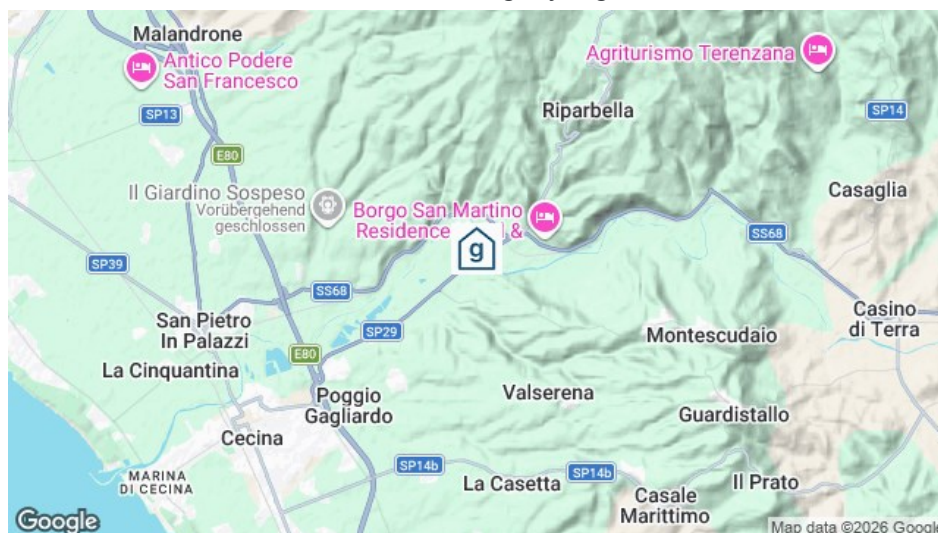 Malandrone
Antico Podere
San Francesco
Agriturismo Terenzana
SP13
Riparbella
SP14
E80
Il Giardino Sospeso
Vorübergehend
geschlossen
Casaglia
Borgo San Martino
Residence
&
g
SS68
SP39
SS68
San Pietro
In Palazzi
SP29
Casino
di Terra
Montescudaio
E80
La Cinquantina
Poggio
Gagliardo
Valserena
Guardistallo
Cecina
SP14b
SP14b
MARINA
DI CECINA
La Casetta
Il Prato
Casale
Marittimo
Google
Map data ©2026 Google